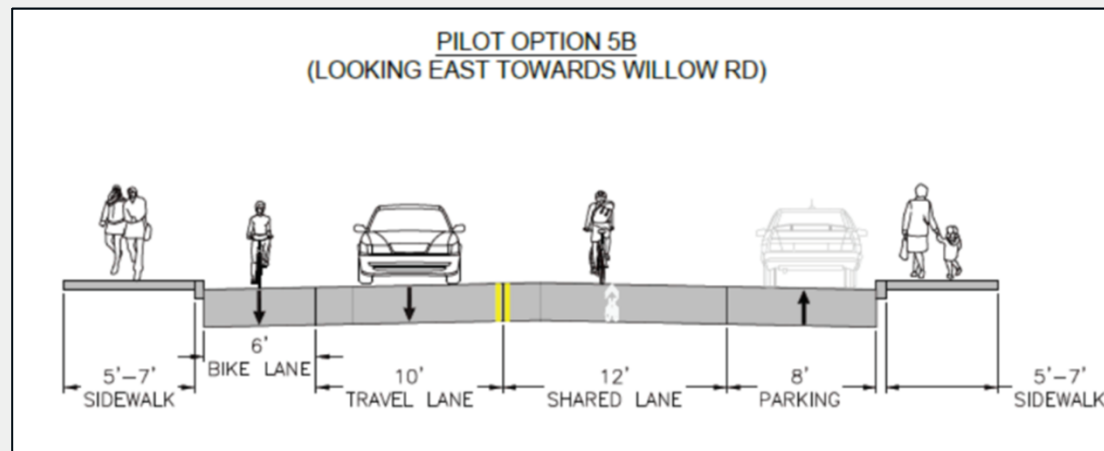 PILOT OPTION 5B
(LOOKING EAST TOWARDS WILLOW RD)
5'-7'
SIDEWALK
6'
BIKE LANE
10'
TRAVEL LANE
12'
SHARED LANE
8'
PARKING
5'-7'
SIDEWALK